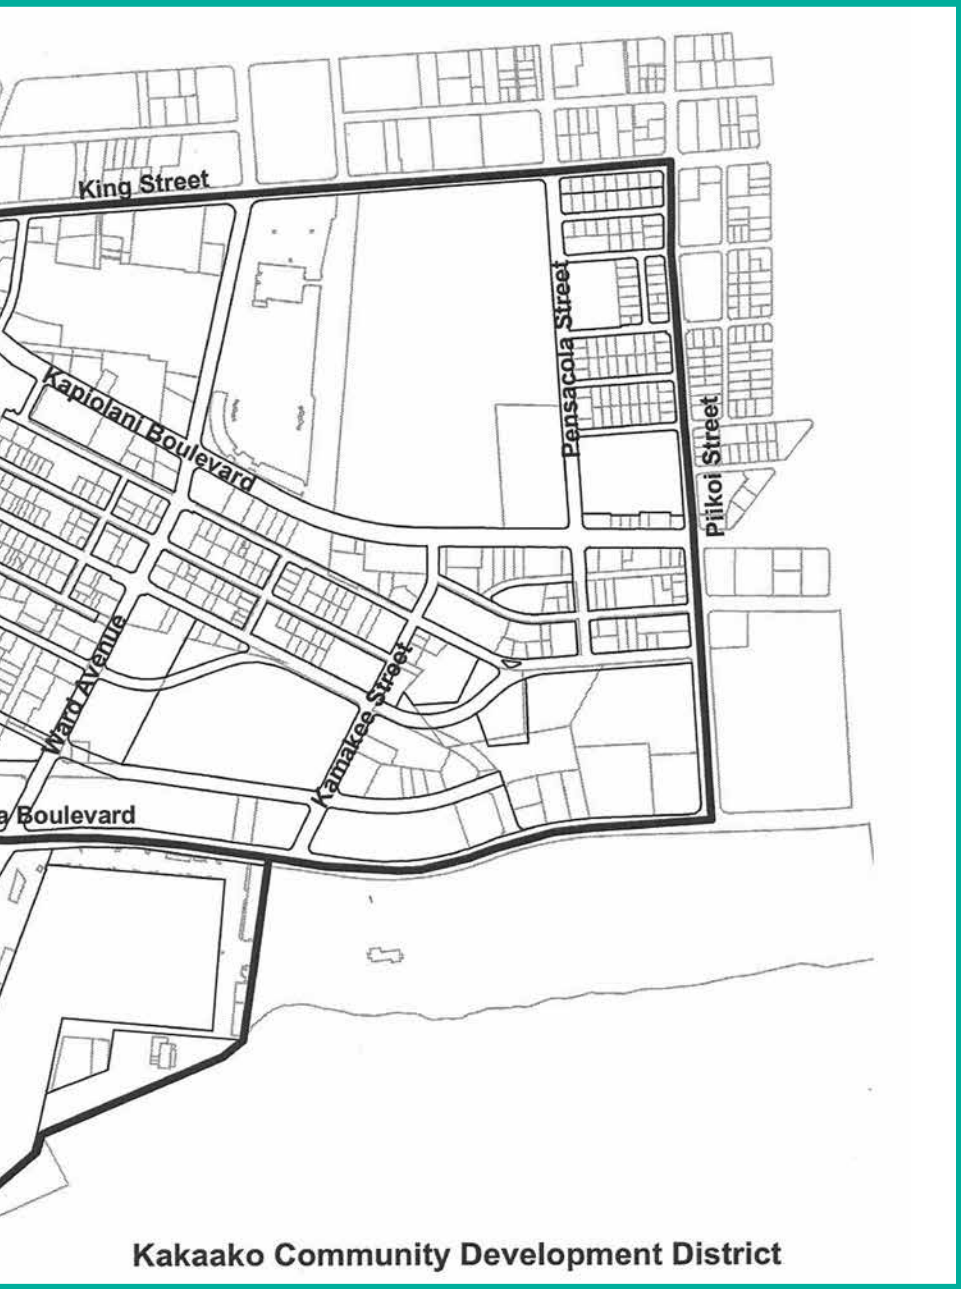 King Street
Kapiolani Boulevard
Pensacola Street
Piikoi Street
Ward Avenue
Kamakee Street
a Boulevard
Kakaako Community Development District